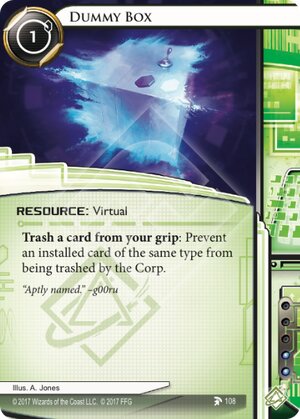 1
DUMMY BOX
RESOURCE: Virtual
Trash a card from your grip: Prevent
an installed card of the same type from
being trashed by the Corp.
“Aptly named.” –g00ru
Illus. A. Jones
© 2017 Wizards of the Coast LLC. © 2017 FFG
108